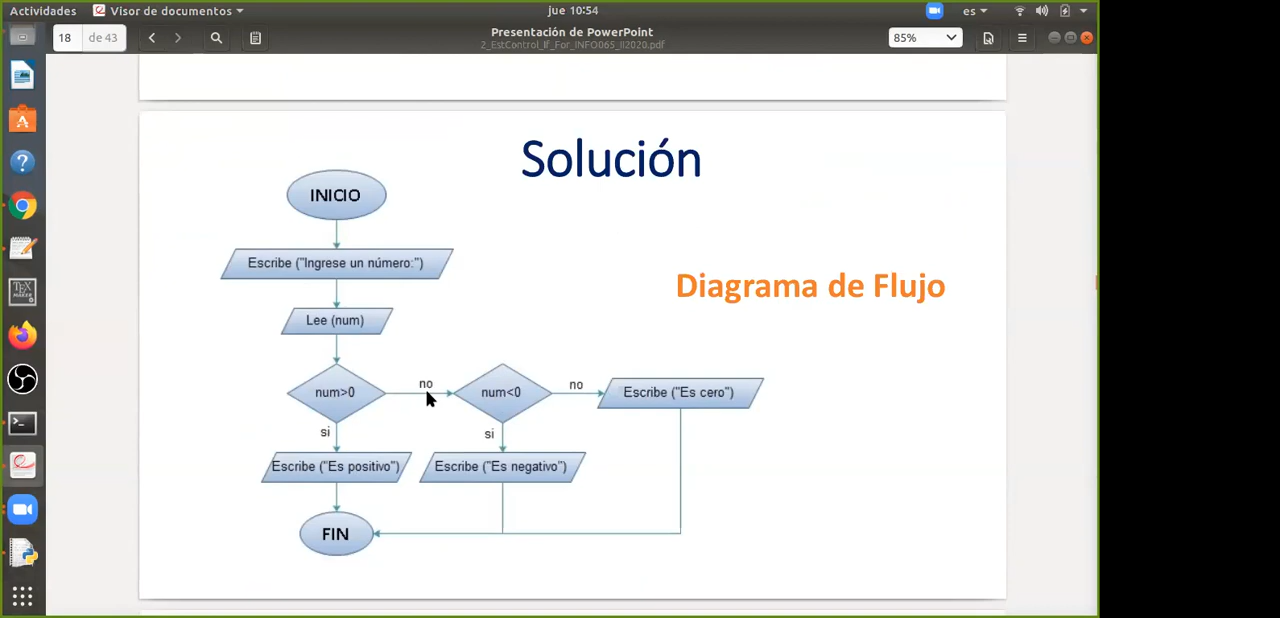 Actividades
Visor de documentos
jue 10:54
es
18
de 43
Presentación de PowerPoint
2_EstControl_If_For_INFO065_II2020.pdf
85%
Solución
INICIO
Escribe ("Ingrese un número:")
Diagrama de Flujo
Lee (num)
num>0
no
num<0
no
Escribe ("Es cero")
si
si
Escribe ("Es positivo")
Escribe ("Es negativo")
FIN
TEX
MAKER